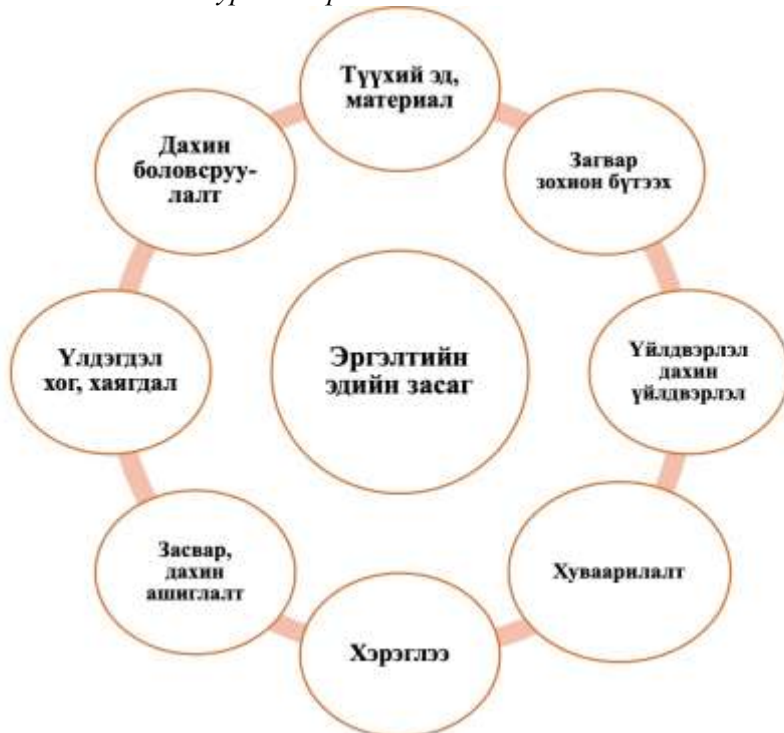 Түүхий эд,
материал
Загвар
зохион бүтээх
Үйлдвэрлэл
дахин
үйлдвэрлэл
Хуваарилалт
Хэрэглээ
Засвар,
дахин
ашиглалт
Үлдэгдэл
хог, хаягдал
Дахин
боловсруу-
лалт
Эргэлтийн
эдийн засаг